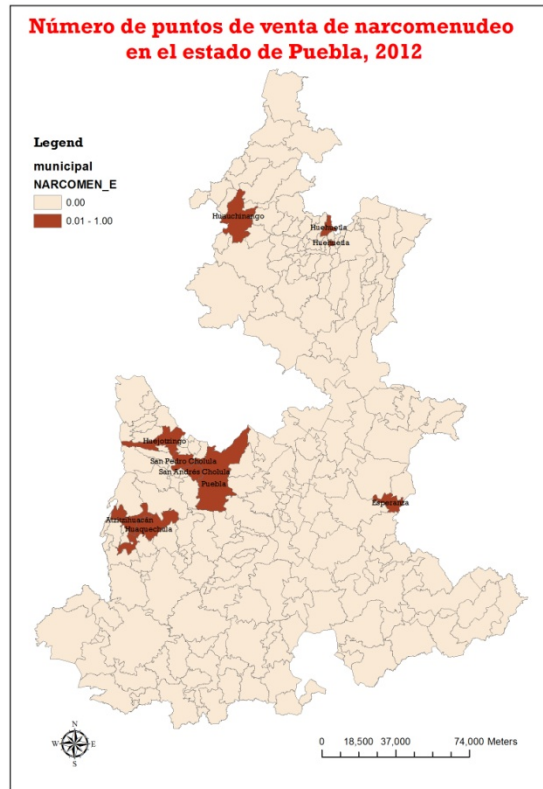 Número de puntos de venta de narcomenudeo
en el estado de Puebla, 2012
Legend
municipal
NARCOMEN_E
0.00
0.01 - 1.00
Huauchinango
Huehuetla
Huehuetla
Huejotzingo
San Pedro Cholula
San Andrés Cholula
Puebla
Esperanza
Huaquechula
N
W E
S
0 18,500 37,000 74,000 Meters